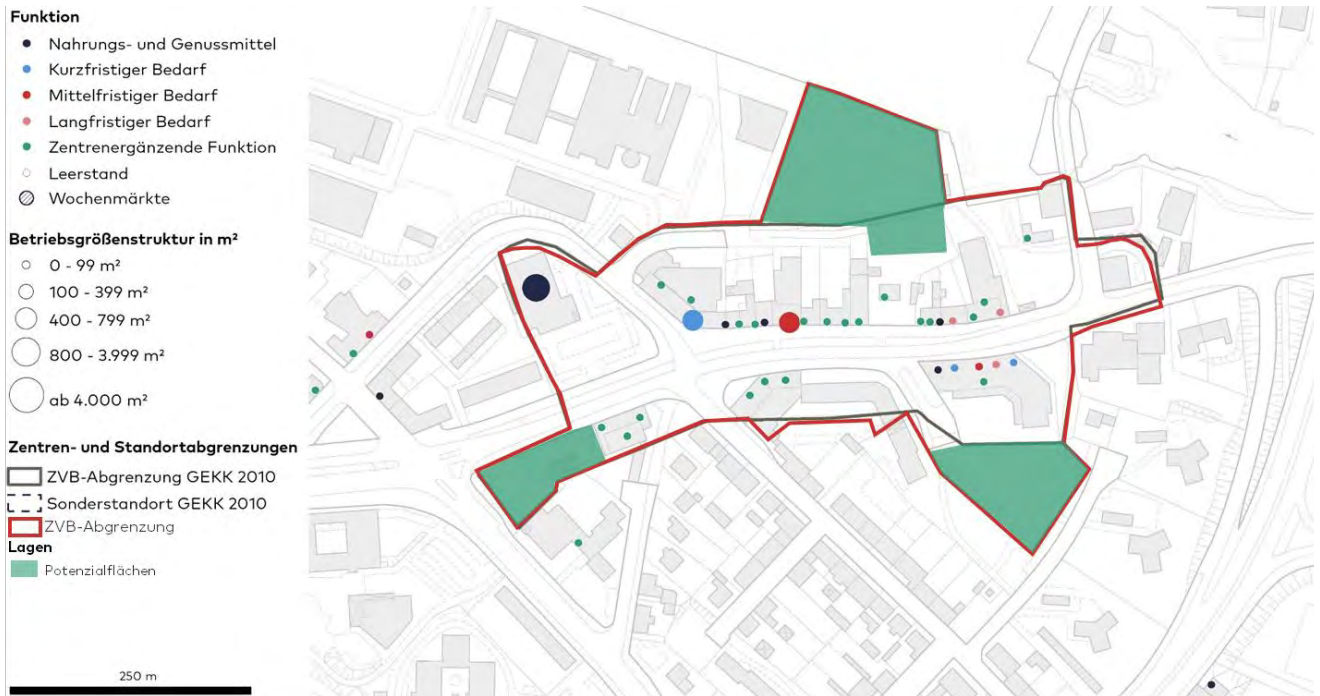 Funktion
Nahrungs- und Genussmittel
Kurzfristiger Bedarf
Mittelfristiger Bedarf
Langfristiger Bedarf
Zentrenergänzende Funktion
Leerstand
Wochenmärkte
Betriebsgrößenstruktur in m²
0 - 99 m²
100 - 399 m²
400 - 799 m²
800 - 3.999 m²
ab 4.000 m²
Zentren- und Standortabgrenzungen
ZVB-Abgrenzung GEKK 2010
Sonderstandort GEKK 2010
ZVB-Abgrenzung
Lagen
Potenzialflächen
250 m